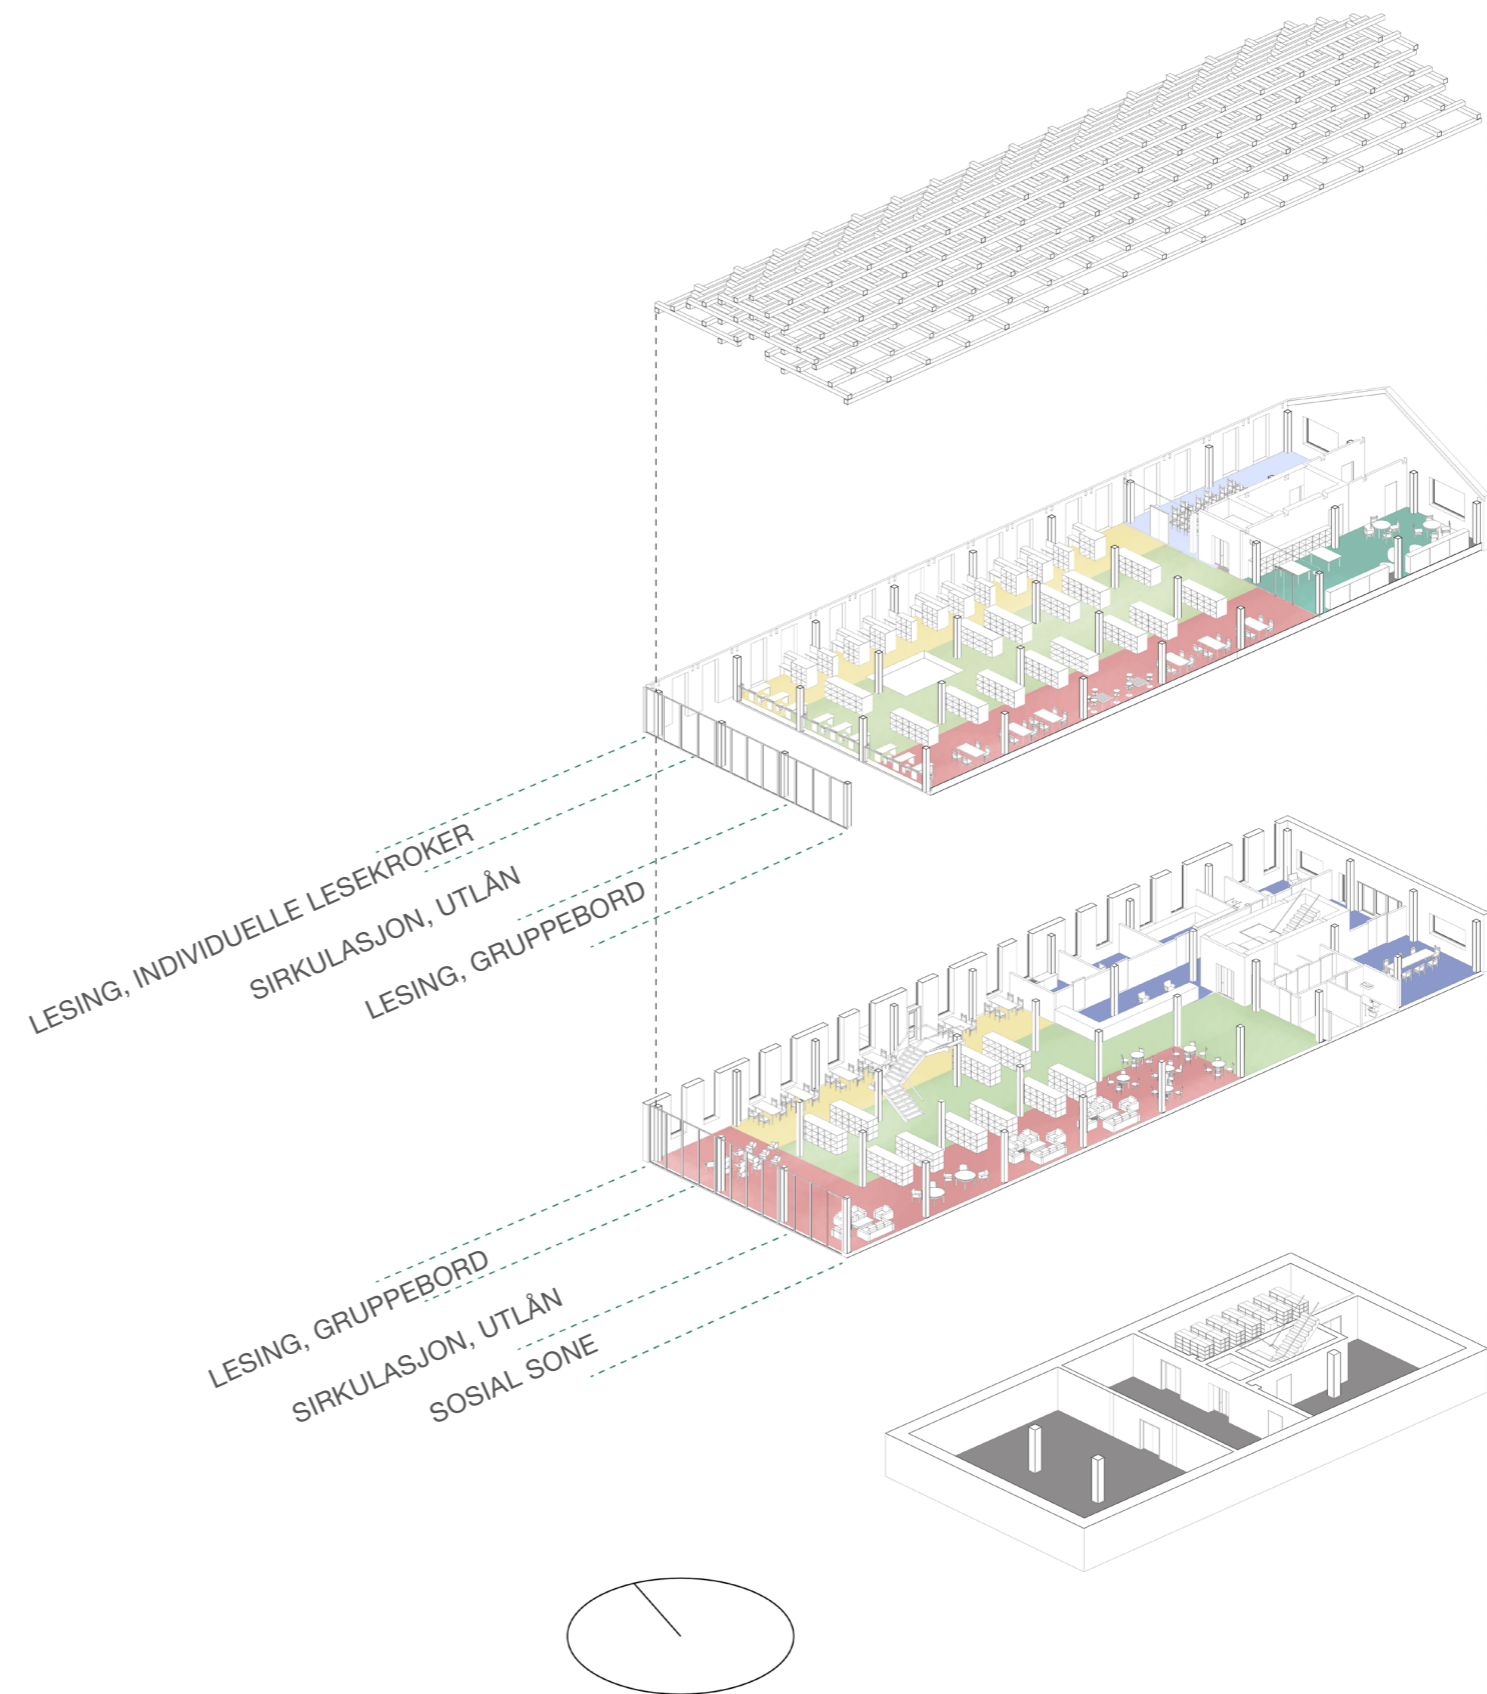 LESING, INDIVIDUELLE LESEKROKER
SIRKULASJON, UTLÅN
LESING, GRUPPEBORD
LESING, GRUPPEBORD
SIRKULASJON, UTLÅN
SOSIAL SONE